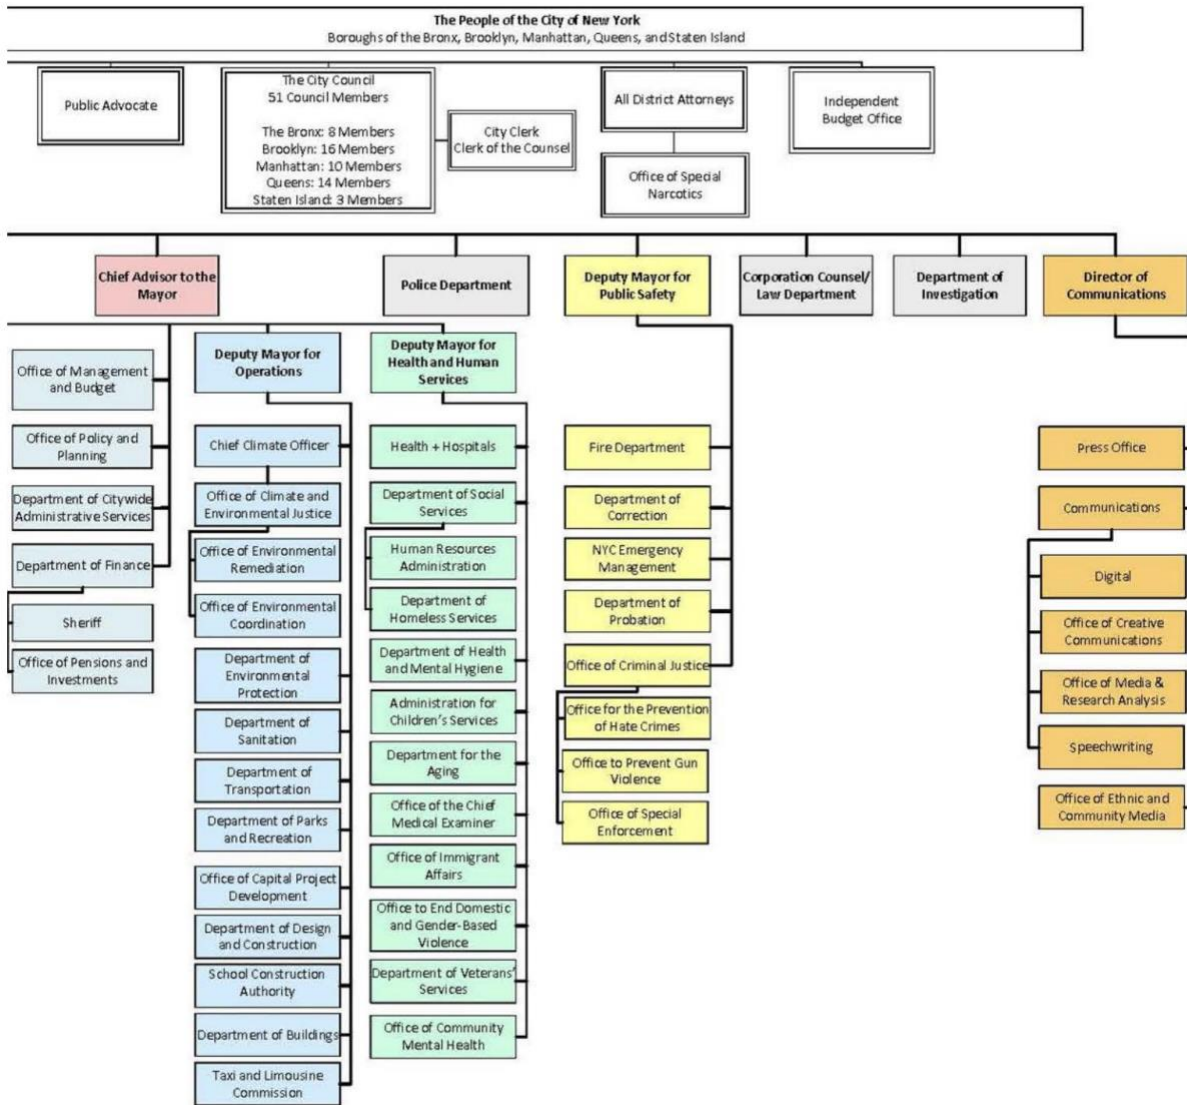 The People of the City of New York
Boroughs of the Bronx, Brooklyn, Manhattan, Queens, and Staten Island
Public Advocate
The City Council
51 Council Members
The Bronx: 8 Members
Brooklyn: 16 Members
Manhattan: 10 Members
Queens: 14 Members
Staten Island: 3 Members
City Clerk
Clerk of the Counsel
All District Attorneys
Office of Special
Narcotics
Independent
Budget Office
Chief Advisor to the
Mayor
Police Department
Deputy Mayor for
Public Safety
Corporation Counsel/
Law Department
Department of
Investigation
Director of
Communications
Office of Management
and Budget
Office of Policy and
Planning
Department of Citywide
Administrative Services
Department of Finance
Sheriff
Office of Pensions and
Investments
Deputy Mayor for
Operations
Chief Climate Officer
Office of Climate and
Environmental Justice
Office of Environmental
Remediation
Office of Environmental
Coordination
Department of
Environmental
Protection
Department of
Sanitation
Department of
Transportation
Department of Parks
and Recreation
Office of Capital Project
Development
Department of Design
and Construction
School Construction
Authority
Department of Buildings
Taxi and Limousine
Commission
Deputy Mayor for
Health and Human
Services
Health + Hospitals
Department of Social
Services
Human Resources
Administration
Department of
Homeless Services
Department of Health
and Mental Hygiene
Administration for
Children's Services
Department for the
Aging
Office of the Chief
Medical Examiner
Office of Immigrant
Affairs
Office to End Domestic
and Gender-Based
Violence
Department of Veterans'
Services
Office of Community
Mental Health
Fire Department
Department of
Correction
NYC Emergency
Management
Department of
Probation
Office of Criminal Justice
Office for the Prevention
of Hate Crimes
Office to Prevent Gun
Violence
Office of Special
Enforcement
Press Office
Communications
Digital
Office of Creative
Communications
Office of Media &
Research Analysis
Speechwriting
Office of Ethnic and
Community Media